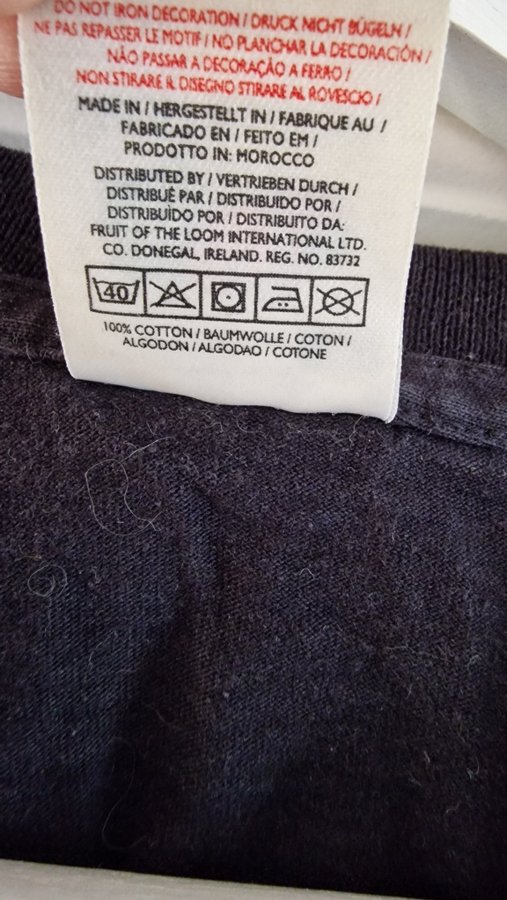 DO NOT IRON DECORATION / DRUCK NICHT BÜGELN /
NE PAS REPASSER LE MOTIF / NO PLANCHAR LA DECORACIÓN /
NÃO PASSAR A DECORAÇÃO A FERRO /
NON STIRARE IL DISEGNO STIRARE AL ROVESCIO /
MADE IN / HERGESTELLT IN / FABRIQUE AU /
FABRICADO EN / FEITO EM /
PRODOTTO IN: MOROCCO
DISTRIBUTED BY / VERTRIEBEN DURCH /
DISTRIBUÉ PAR / DISTRIBUIDO POR /
DISTRIBUÏDO POR / DISTRIBUITO DA:
FRUIT OF THE LOOM INTERNATIONAL LTD.
CO. DONEGAL, IRELAND. REG. NO. 83732
40
100% COTTON / BAUMWOLLE / COTON /
ALGODON / ALGODAO / COTONE